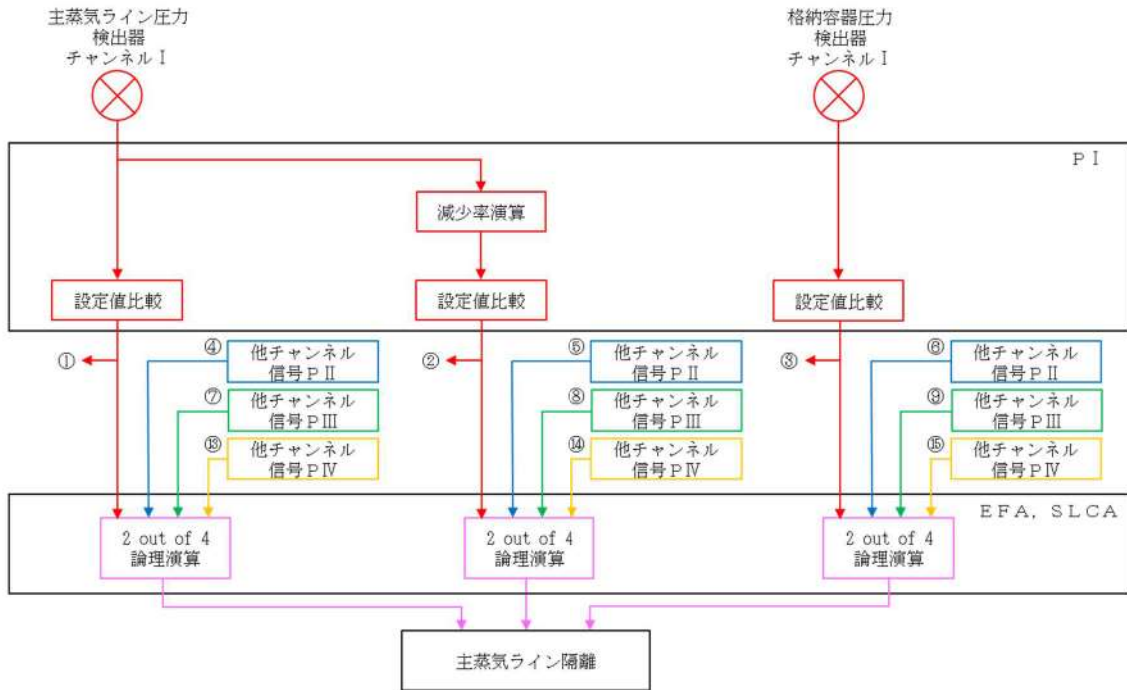 主蒸気ライン圧力
検出器
チャンネルⅠ
格納容器圧力
検出器
チャンネルⅠ
ＰⅠ
減少率演算
設定値比較
設定値比較
設定値比較
①
④
他チャンネル
信号ＰⅡ
⑦
他チャンネル
信号ＰⅢ
⑬
他チャンネル
信号ＰⅣ
②
⑤
他チャンネル
信号ＰⅡ
⑧
他チャンネル
信号ＰⅢ
⑭
他チャンネル
信号ＰⅣ
③
⑥
他チャンネル
信号ＰⅡ
⑨
他チャンネル
信号ＰⅢ
⑮
他チャンネル
信号ＰⅣ
ＥＦＡ，ＳＬＣＡ
2 out of 4
論理演算
2 out of 4
論理演算
2 out of 4
論理演算
主蒸気ライン隔離